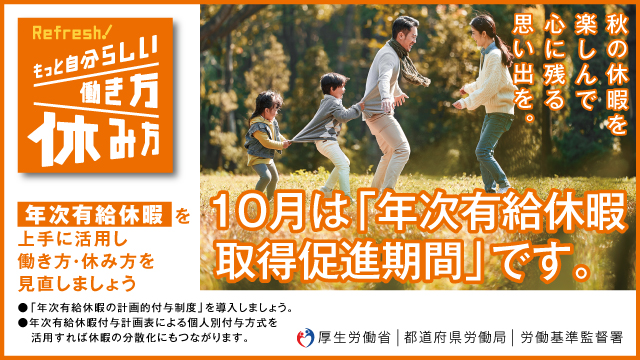 Refresh!
もっと自分らしい
働き方
休み方
秋の休暇を
楽しんで
心に残る
思い出を。
年次有給休暇を
上手に活用し
働き方・休み方を
見直しましょう
10月は「年次有給休暇
取得促進期間」です。
●「年次有給休暇の計画的付与制度」を導入しましょう。
●年次有給休暇付与計画表による個人別付与方式を
活用すれば休暇の分散化にもつながります。
厚生労働省｜都道府県労働局｜労働基準監督署